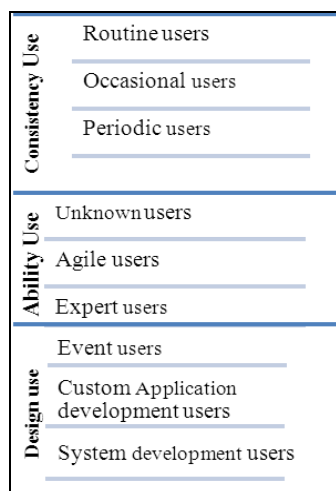 Consistency Use
Routine users
Occasional users
Periodic users
Ability Use
Unknown users
Agile users
Expert users
Design use
Event users
Custom Application
development users
System development users